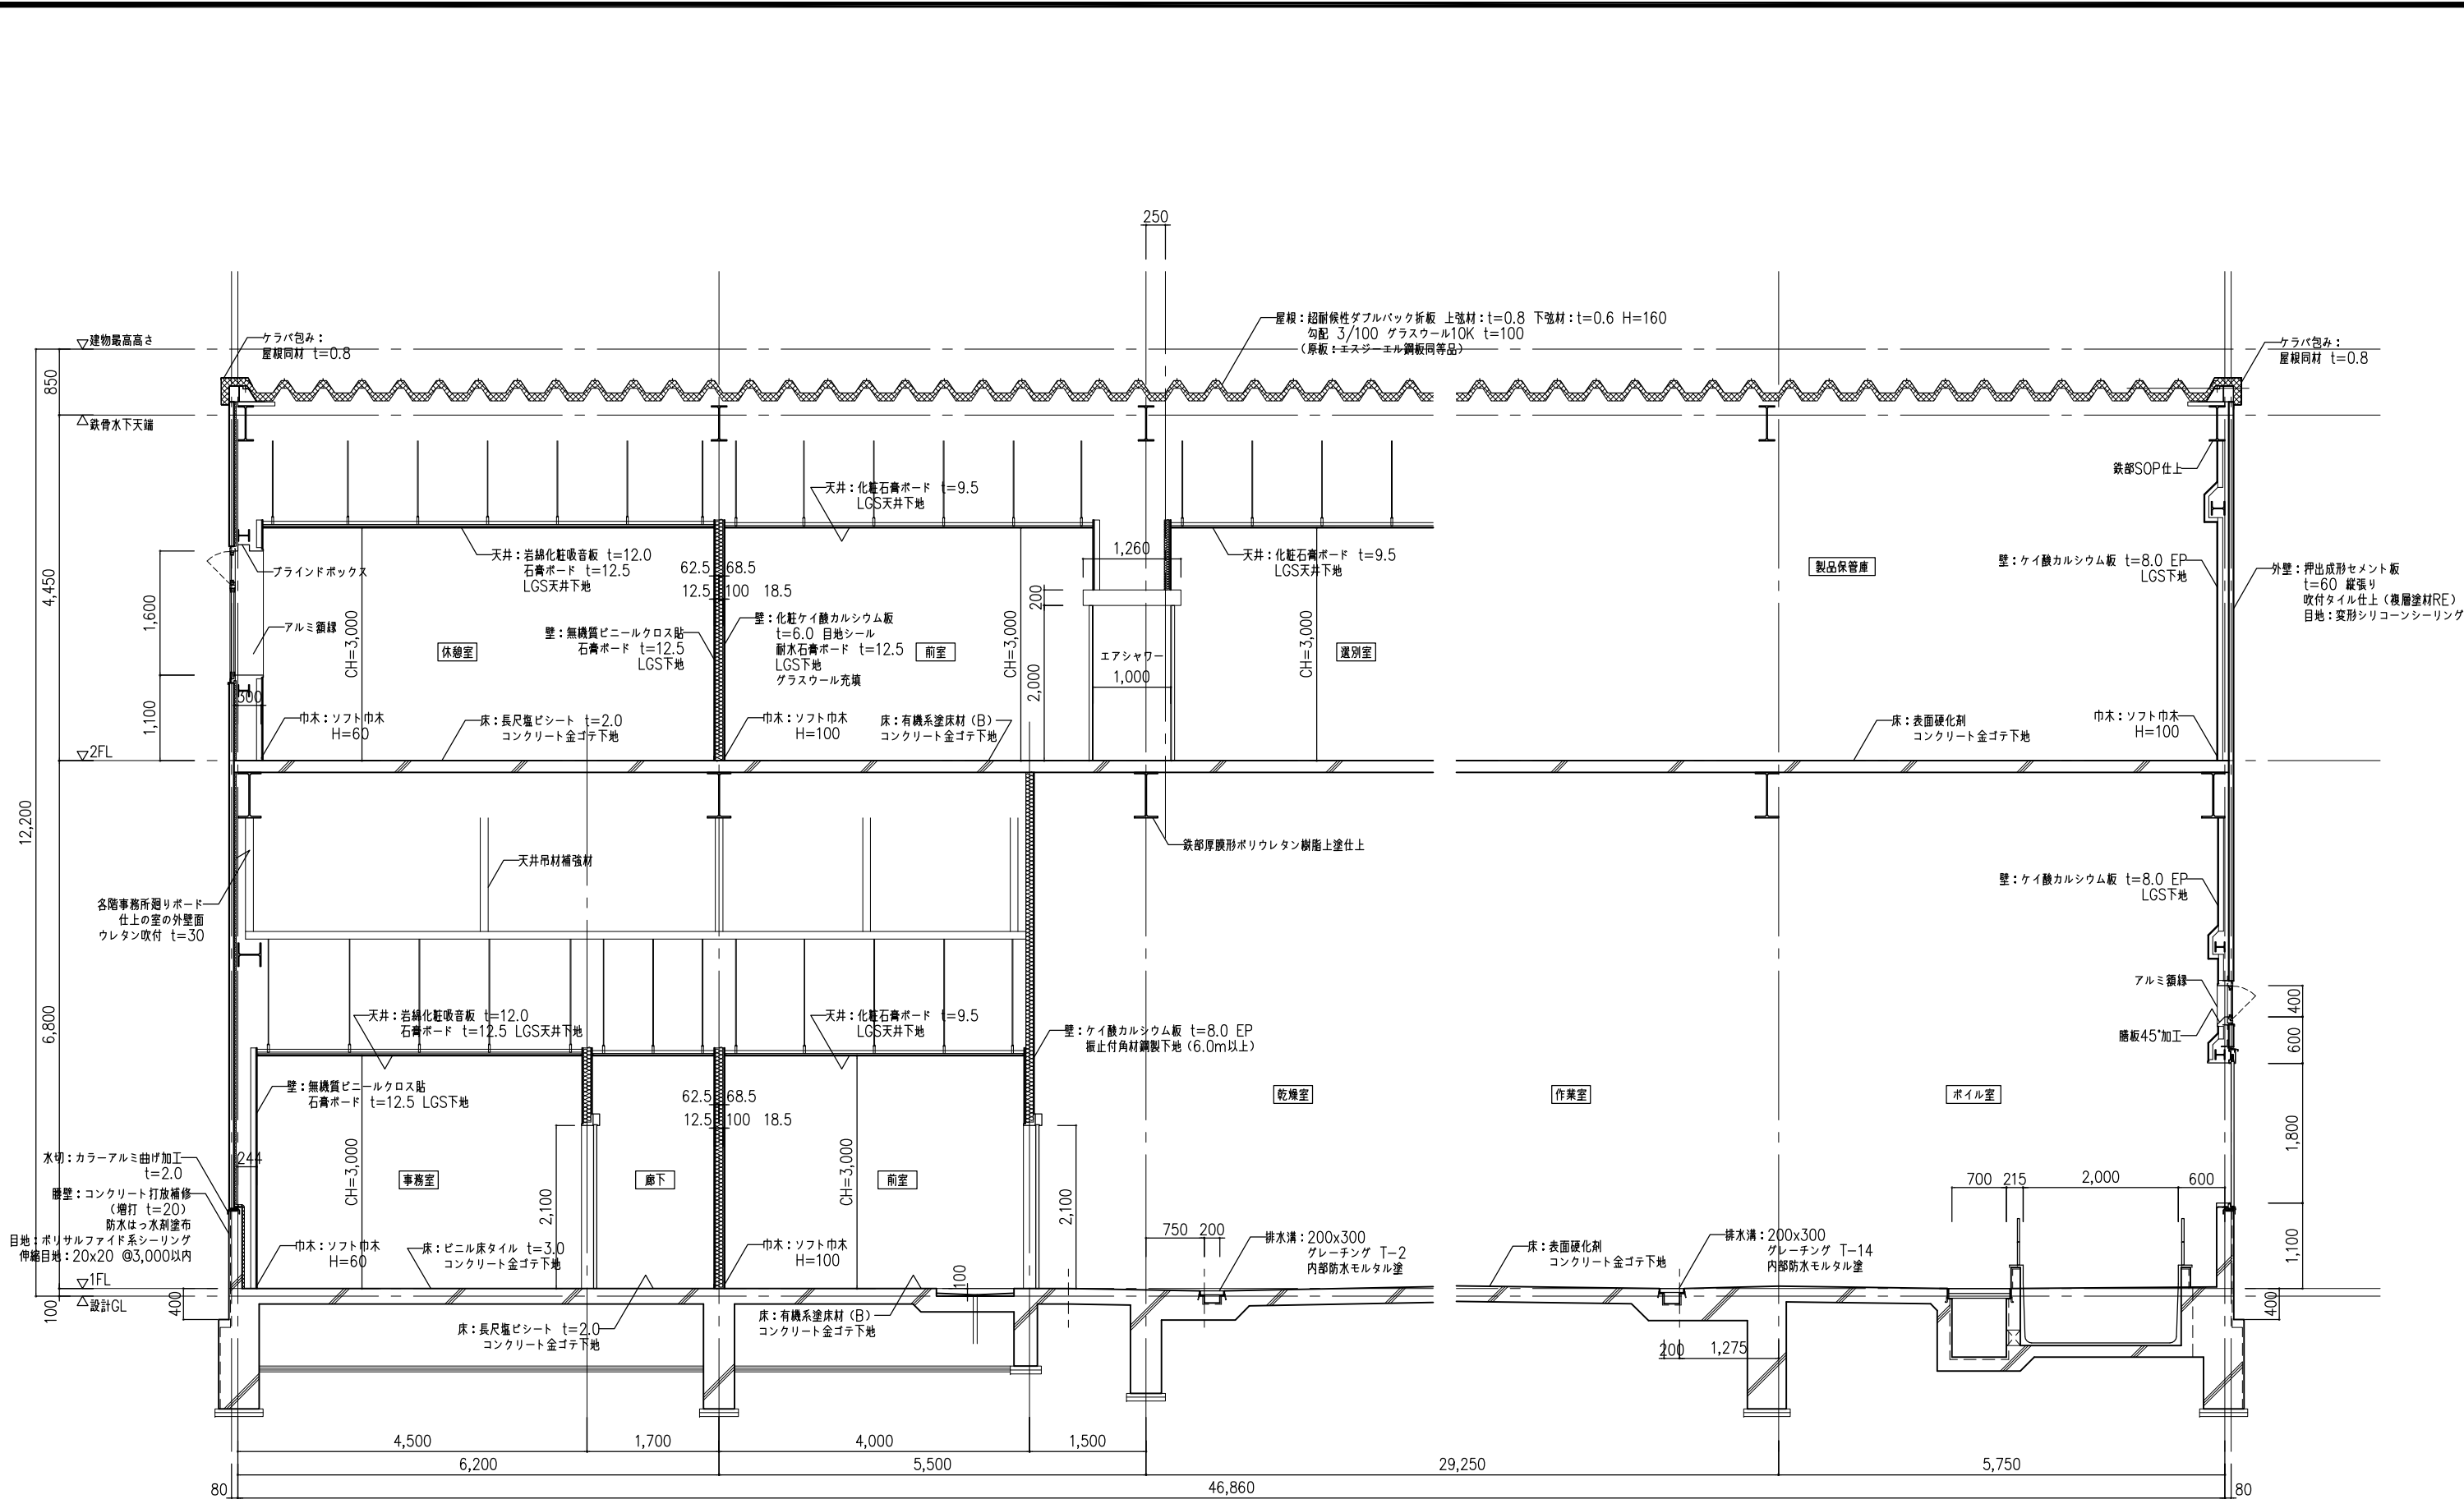 250
屋根：超耐候性ダブルパック折板 上弦材：t=0.8 下弦材：t=0.6 H=160
勾配 3/100 グラスウール10K t=100
（原板：エスジーエル鋼板同等品）
▽建物最高高さ
ケラバ包み：
屋根同材 t=0.8
ケラバ包み：
屋根同材 t=0.8
850
△鉄骨水下天端
鉄部SOP仕上
天井：化粧石膏ボード t=9.5
LGS天井下地
天井：岩綿化粧吸音板 t=12.0
石膏ボード t=12.5
LGS天井下地
1,260
天井：化粧石膏ボード t=9.5
LGS天井下地
製品保管庫
壁：ケイ酸カルシウム板 t=8.0 EP
LGS下地
外壁：押出成形セメント板
t=60 縦張り
吹付タイル仕上（複層塗材RE）
目地：変形シリコーンシーリング
ブラインドボックス
62.5 68.5
12.5 100 18.5
4,450
1,600
200
アルミ額縁
CH=3,000
休憩室
壁：無機質ビニールクロス貼
石膏ボード t=12.5
LGS下地
壁：化粧ケイ酸カルシウム板
t=6.0 目地シール
耐水石膏ボード t=12.5
LGS下地
グラスウール充填
前室
CH=3,000
2,000
エアシャワー
1,000
CH=3,000
選別室
300
1,100
巾木：ソフト巾木
H=60
床：長尺塩ビシート t=2.0
コンクリート金ゴテ下地
巾木：ソフト巾木
H=100
床：有機系塗床材（B）
コンクリート金ゴテ下地
床：表面硬化剤
コンクリート金ゴテ下地
巾木：ソフト巾木
H=100
▽2FL
12,200
天井吊材補強材
鉄部厚膜形ポリウレタン樹脂上塗仕上
壁：ケイ酸カルシウム板 t=8.0 EP
LGS下地
各階事務所廻りボード
仕上の室の外壁面
ウレタン吹付 t=30
アルミ額縁
400
膳板45°加工
600
6,800
天井：岩綿化粧吸音板 t=12.0
石膏ボード t=12.5 LGS天井下地
天井：化粧石膏ボード t=9.5
LGS天井下地
壁：ケイ酸カルシウム板 t=8.0 EP
振止付角材鋼製下地（6.0m以上）
壁：無機質ビニールクロス貼
石膏ボード t=12.5 LGS下地
62.5 68.5
12.5 100 18.5
乾燥室
作業室
ボイル室
1,800
水切：カラーアルミ曲げ加工
t=2.0
腰壁：コンクリート打放補修
（増打 t=20）
防水はっ水剤塗布
目地：ポリサルファイド系シーリング
伸縮目地：20x20 @3,000以内
244
CH=3,000
事務室
2,100
廊下
CH=3,000
前室
2,100
700 215 2,000 600
750 200
排水溝：200x300
グレーチング T-2
内部防水モルタル塗
床：表面硬化剤
コンクリート金ゴテ下地
排水溝：200x300
グレーチング T-14
内部防水モルタル塗
1,100
巾木：ソフト巾木
H=60
床：ビニル床タイル t=3.0
コンクリート金ゴテ下地
巾木：ソフト巾木
H=100
100
▽1FL
△設計GL
100
400
400
床：長尺塩ビシート t=2.0
コンクリート金ゴテ下地
床：有機系塗床材（B）
コンクリート金ゴテ下地
200 1,275
4,500 1,700 4,000 1,500
6,200 5,500 29,250 5,750
80 46,860 80